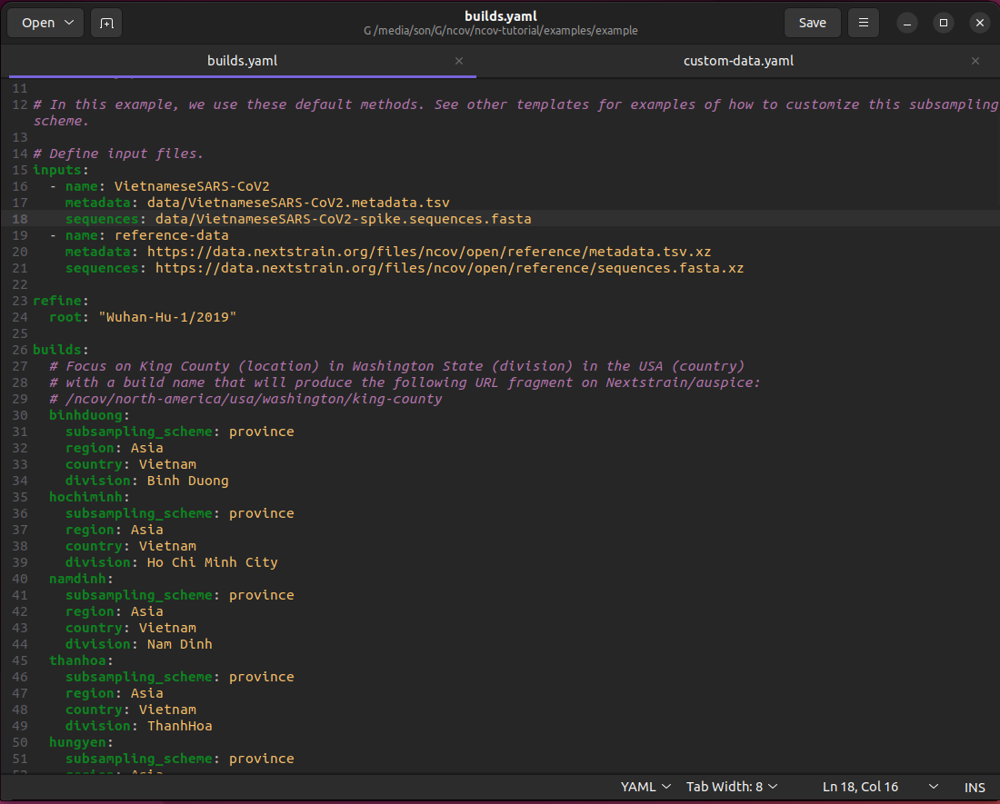 Open
builds.yaml
G /media/son/G/ncov/ncov-tutorial/examples/example
Save
builds.yaml
custom-data.yaml
11
12 # In this example, we use these default methods. See other templates for examples of how to customize this subsampling
scheme.
13
14 # Define input files.
15 inputs:
16   - name: VietnameseSARS-CoV2
17     metadata: data/VietnameseSARS-CoV2.metadata.tsv
18     sequences: data/VietnameseSARS-CoV2-spike.sequences.fasta
19   - name: reference-data
20     metadata: https://data.nextstrain.org/files/ncov/open/reference/metadata.tsv.xz
21     sequences: https://data.nextstrain.org/files/ncov/open/reference/sequences.fasta.xz
22
23 refine:
24   root: "Wuhan-Hu-1/2019"
25
26 builds:
27   # Focus on King County (location) in Washington State (division) in the USA (country)
28   # with a build name that will produce the following URL fragment on Nextstrain/auspice:
29   # /ncov/north-america/usa/washington/king-county
30   binhduong:
31     subsampling_scheme: province
32     region: Asia
33     country: Vietnam
34     division: Binh Duong
35   hochiminh:
36     subsampling_scheme: province
37     region: Asia
38     country: Vietnam
39     division: Ho Chi Minh City
40   namdinh:
41     subsampling_scheme: province
42     region: Asia
43     country: Vietnam
44     division: Nam Dinh
45   thanhoa:
46     subsampling_scheme: province
47     region: Asia
48     country: Vietnam
49     division: ThanhHoa
50   hungyen:
51     subsampling_scheme: province
52     region: Asia
YAML
Tab Width: 8
Ln 18, Col 16
INS